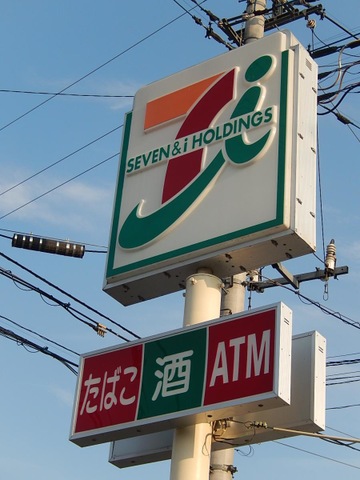 SEVEN & i HOLDINGS
たばこ 酒 ATM